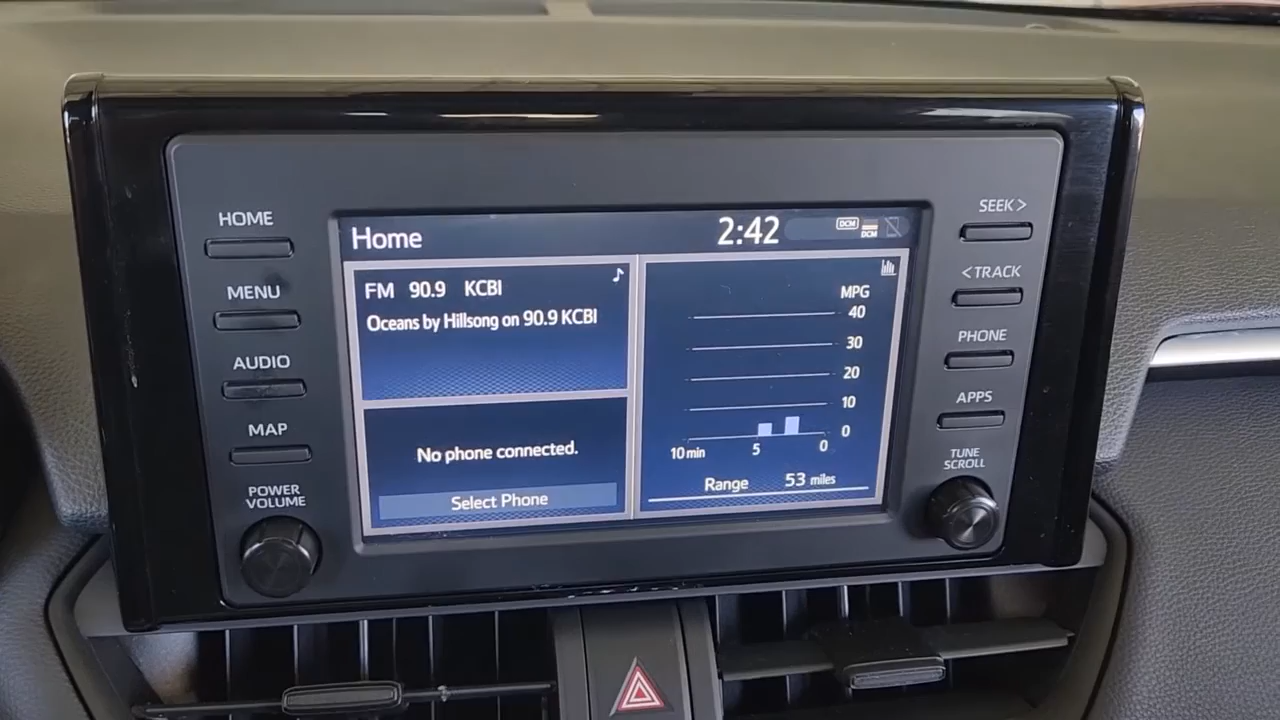 HOME
MENU
AUDIO
MAP
POWER
VOLUME
Home
2:42
DCM
DCM
FM 90.9 KCBI
Oceans by Hillsong on 90.9 KCBI
No phone connected.
Select Phone
MPG
40
30
20
10
0
10 min 5 0
Range 53 miles
SEEK >
< TRACK
PHONE
APPS
TUNE
SCROLL